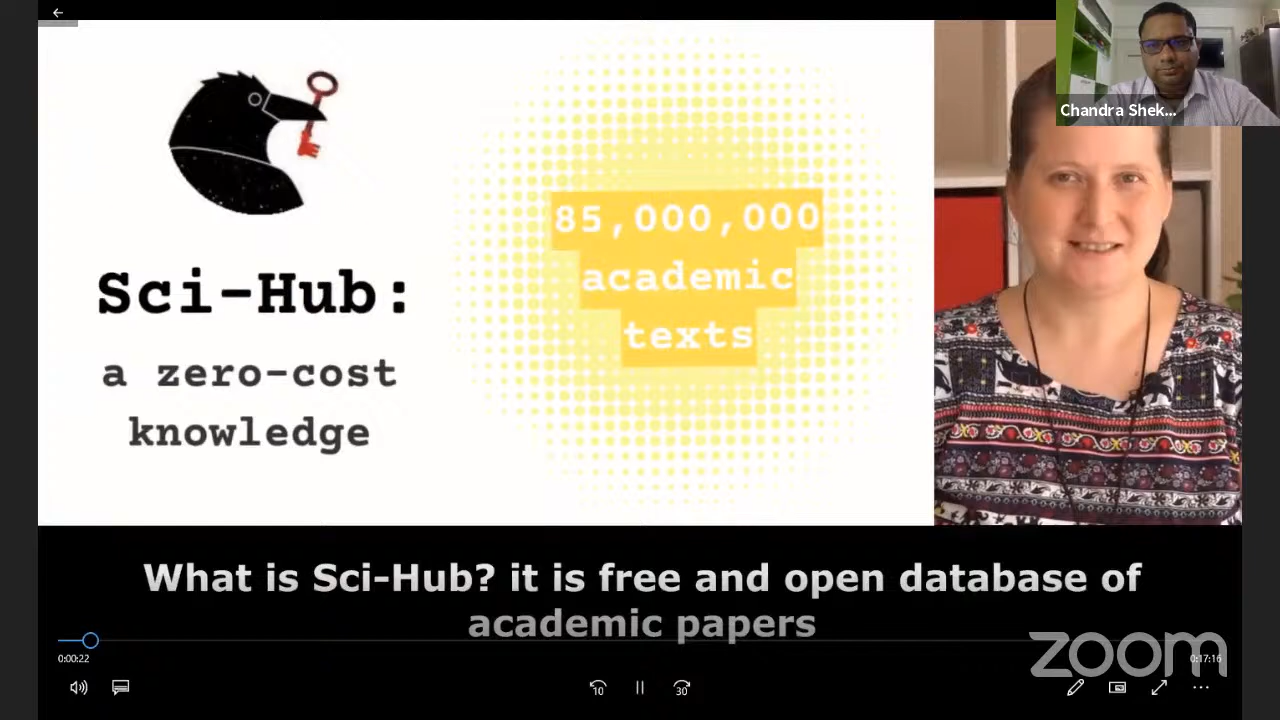 Chandra Shek...
85,000,000
academic
texts
Sci-Hub:
a zero-cost
knowledge
What is Sci-Hub? it is free and open database of
academic papers
0:00:22
0:17:16
zoom
10
30